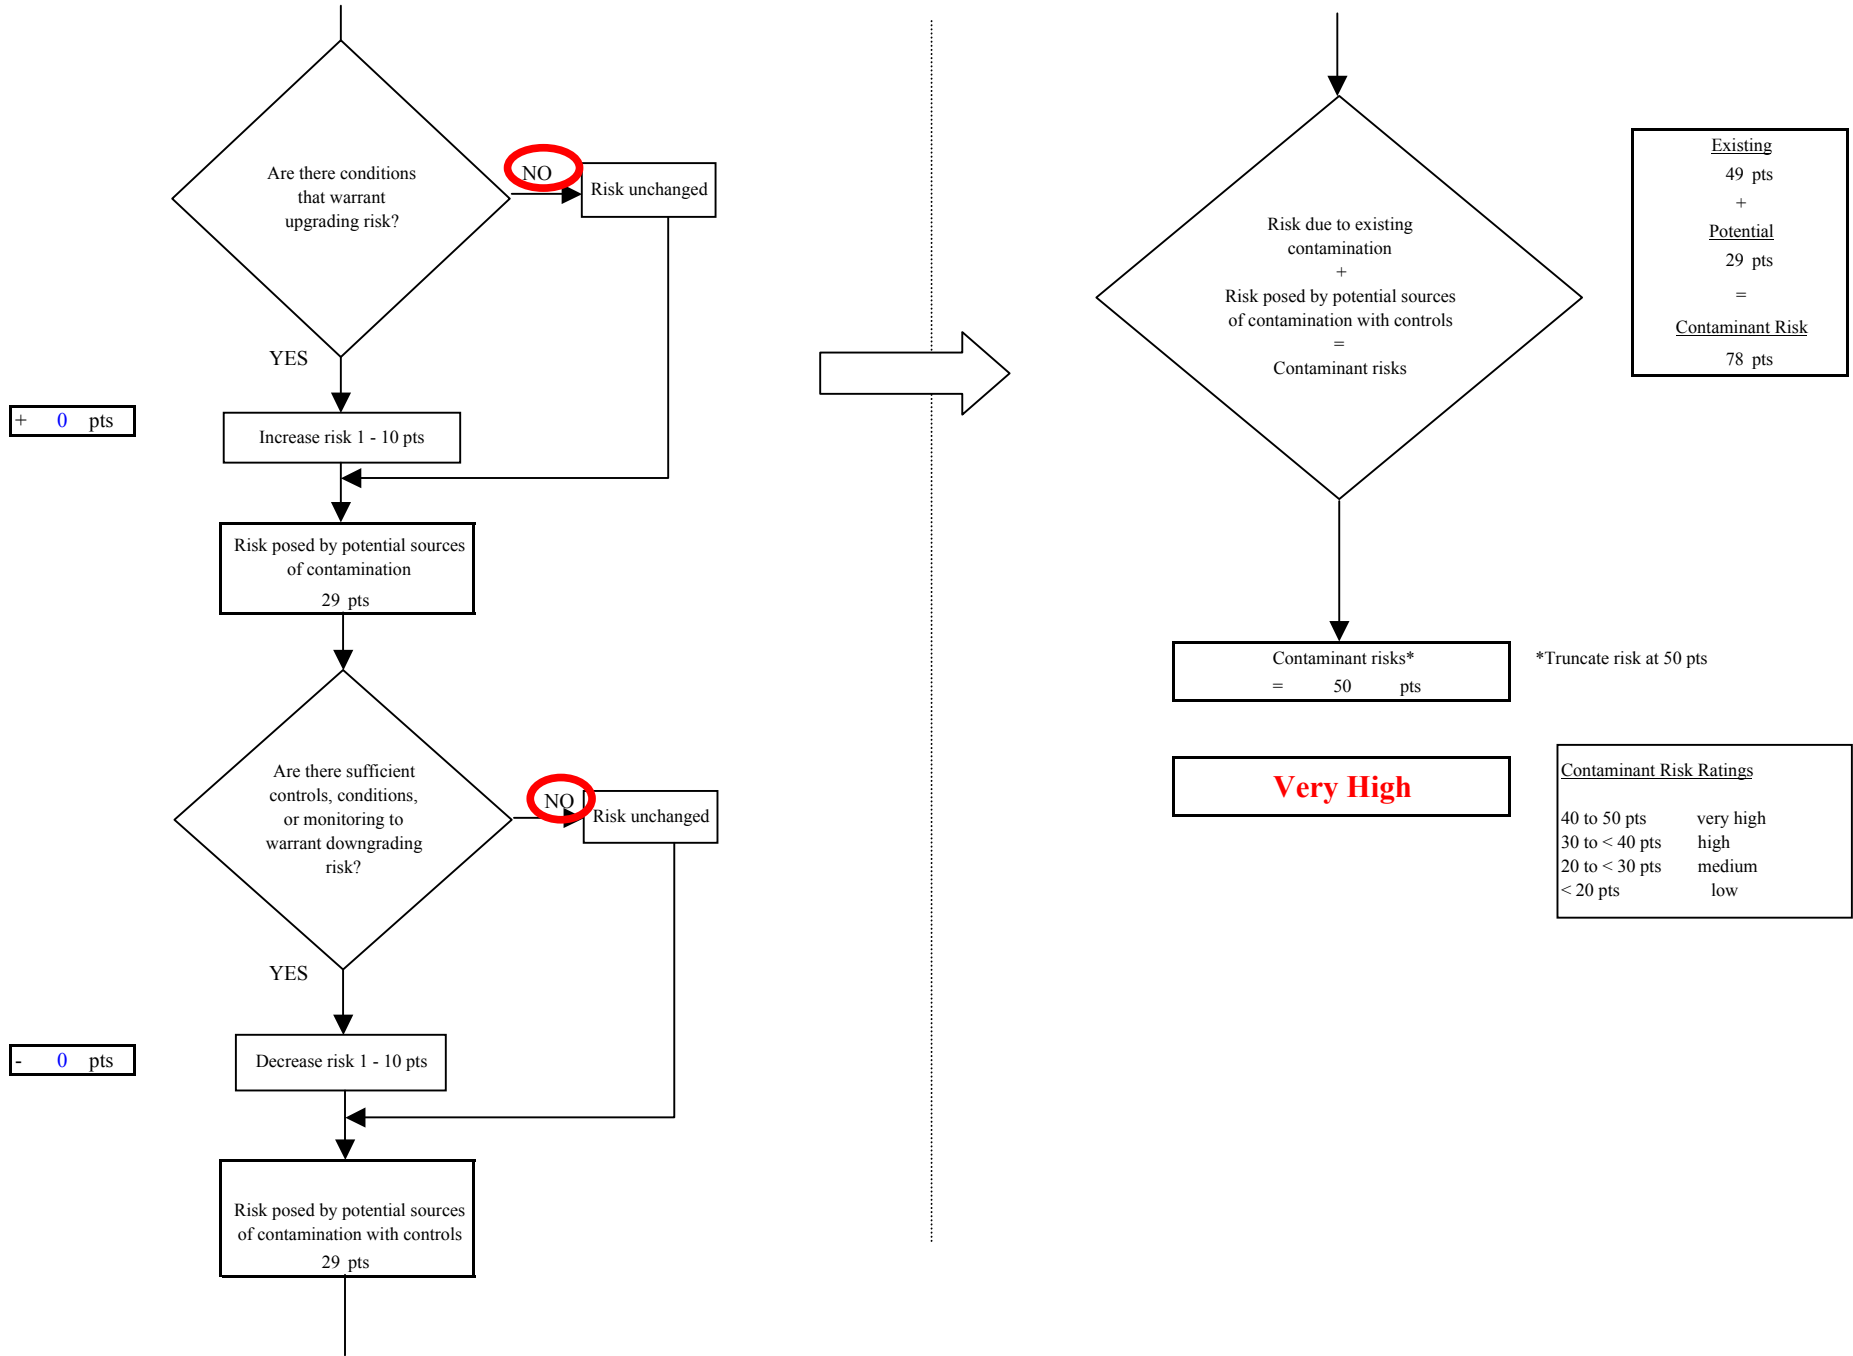 Are there conditions
that warrant
upgrading risk?
NO
Risk unchanged
YES
+ 0 pts
Increase risk 1 - 10 pts
Risk posed by potential sources
of contamination
29 pts
Are there sufficient
controls, conditions,
or monitoring to
warrant downgrading
risk?
NO
Risk unchanged
YES
- 0 pts
Decrease risk 1 - 10 pts
Risk posed by potential sources
of contamination with controls
29 pts
Risk due to existing
contamination
+
Risk posed by potential sources
of contamination with controls
=
Contaminant risks
Existing
49 pts
+
Potential
29 pts
=
Contaminant Risk
78 pts
Contaminant risks*
= 50 pts
*Truncate risk at 50 pts
Very High
Contaminant Risk Ratings
40 to 50 pts very high
30 to < 40 pts high
20 to < 30 pts medium
< 20 pts low